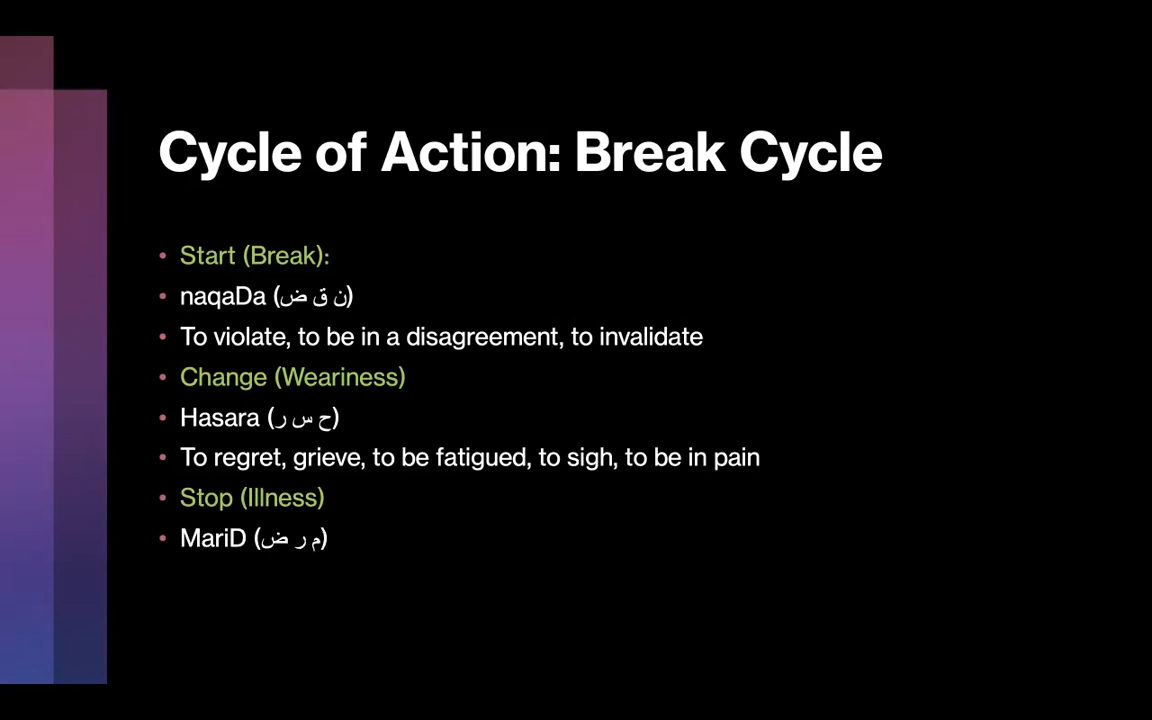 Cycle of Action: Break Cycle
• Start (Break):
• naqaDa (ن ق ض)
• To violate, to be in a disagreement, to invalidate
• Change (Weariness)
• Hasara (ح س ر)
• To regret, grieve, to be fatigued, to sigh, to be in pain
• Stop (Illness)
• MariD (م ر ض)